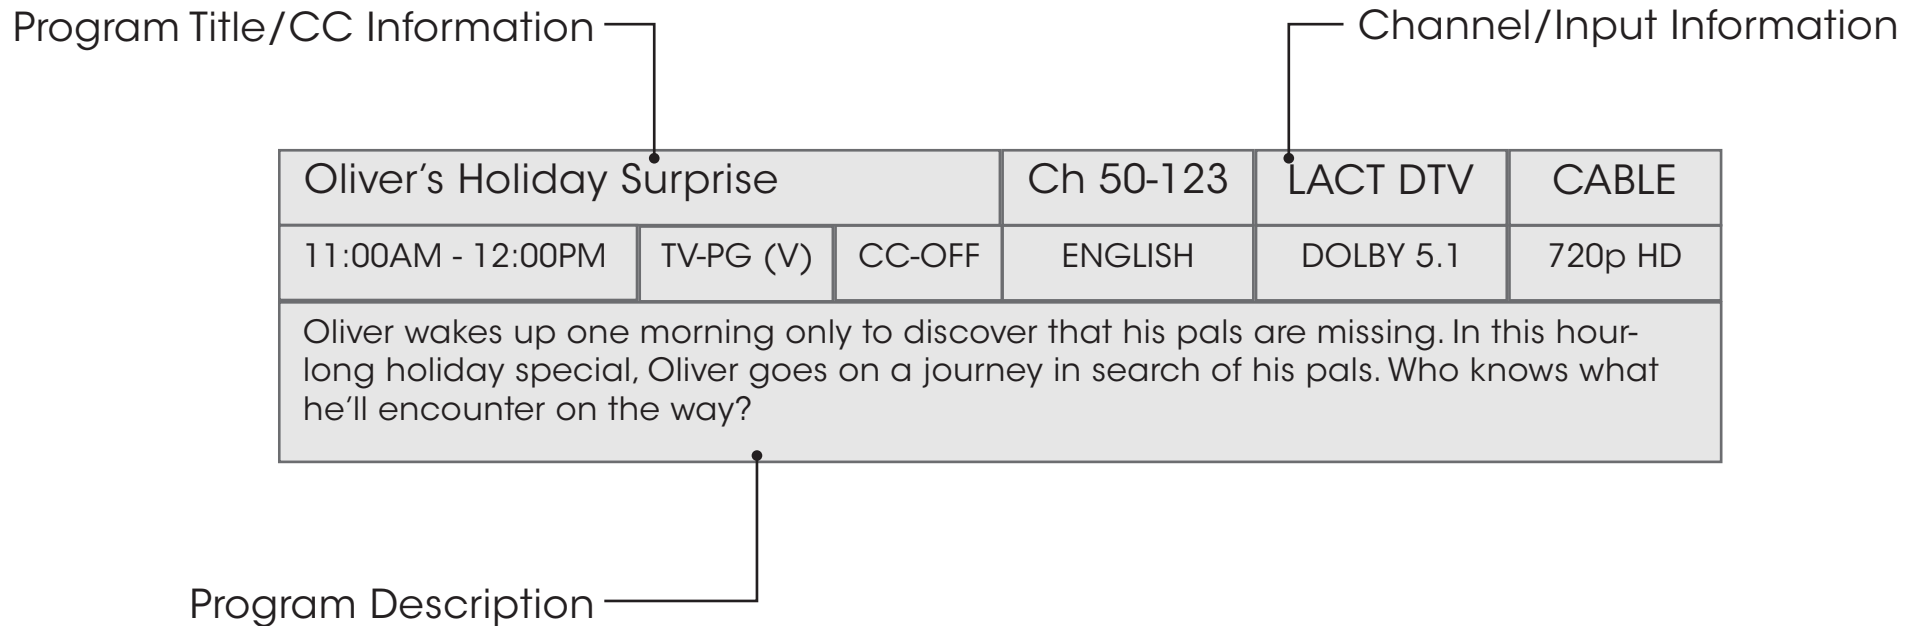 Program Title/CC Information
Channel/Input Information
Oliver's Holiday Surprise Ch 50-123 LACT DTV CABLE
11:00AM - 12:00PM TV-PG (V) CC-OFF ENGLISH DOLBY 5.1 720p HD
Oliver wakes up one morning only to discover that his pals are missing. In this hour-
long holiday special, Oliver goes on a journey in search of his pals. Who knows what
he'll encounter on the way?
Program Description